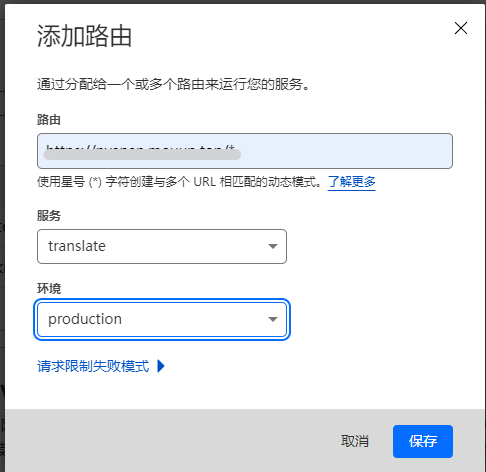 添加路由
通过分配给一个或多个路由来运行您的服务。
路由
使用星号 (*) 字符创建与多个 URL 相匹配的动态模式。了解更多
服务
translate
环境
production
请求限制失败模式
取消
保存